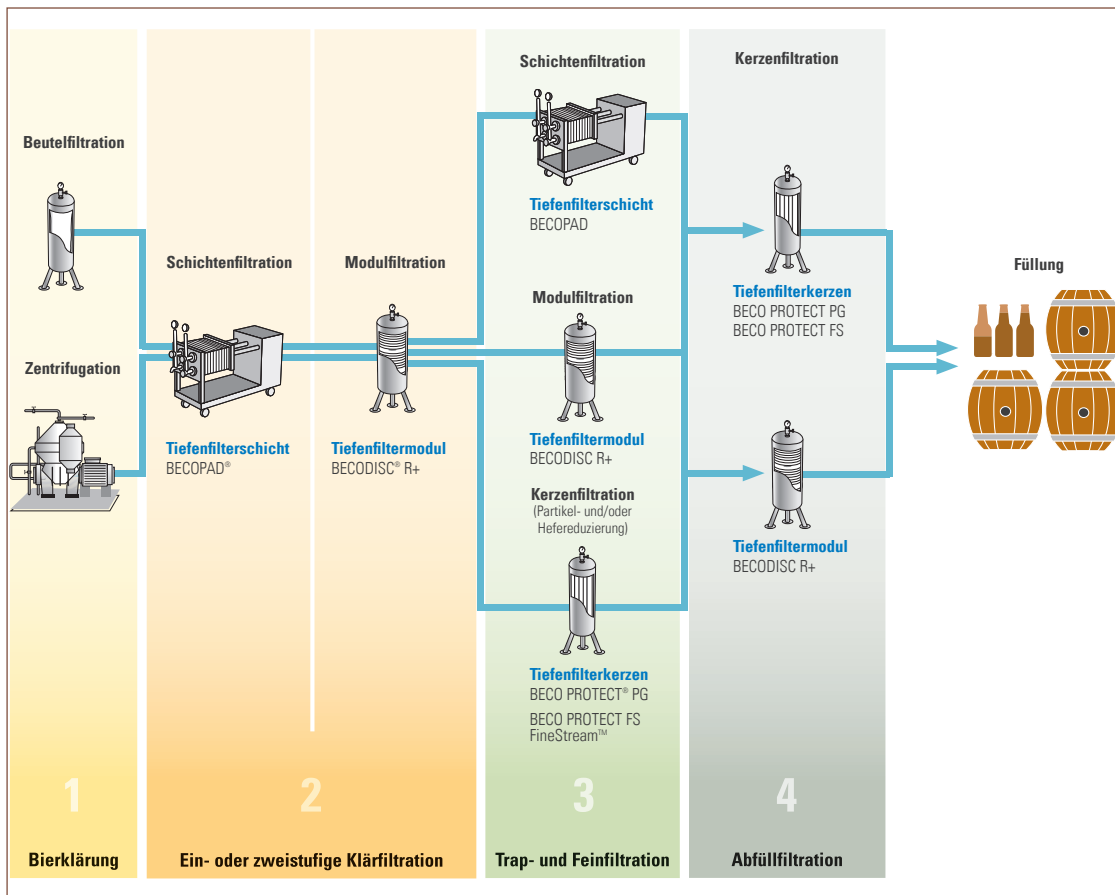 Beutelfiltration
Zentrifugation
1
Bierklärung
Schichtenfiltration
Tiefenfilterschicht
BECOPAD®
Modulfiltration
Tiefenfiltermodul
BECODISC® R+
2
Ein- oder zweistufige Klärfiltration
Schichtenfiltration
Tiefenfilterschicht
BECOPAD
Modulfiltration
Tiefenfiltermodul
BECODISC R+
Kerzenfiltration
(Partikel- und/oder
Hefereduzierung)
Tiefenfilterkerzen
BECO PROTECT® PG
BECO PROTECT FS
FineStream™
3
Trap- und Feinfiltration
Kerzenfiltration
Tiefenfilterkerzen
BECO PROTECT PG
BECO PROTECT FS
Tiefenfiltermodul
BECODISC R+
4
Abfüllfiltration
Füllung